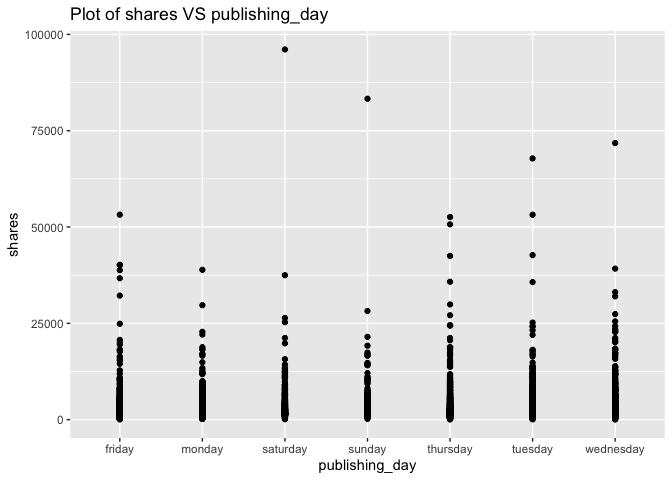 Plot of shares VS publishing_day
100000
75000
50000
25000
0
shares
friday monday saturday sunday thursday tuesday wednesday
publishing_day